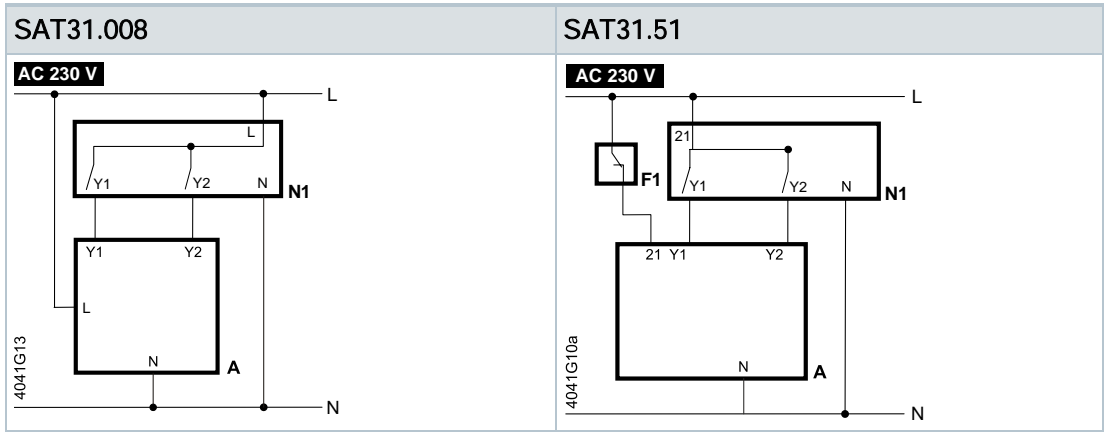 SAT31.008
AC 230 V
L
L
Y1 Y2 N
N1
Y1 Y2
L
N
A
N
4041G13
SAT31.51
AC 230 V
L
21
F1
Y1 Y2 N
N1
21 Y1 Y2
N
A
N
4041G10a